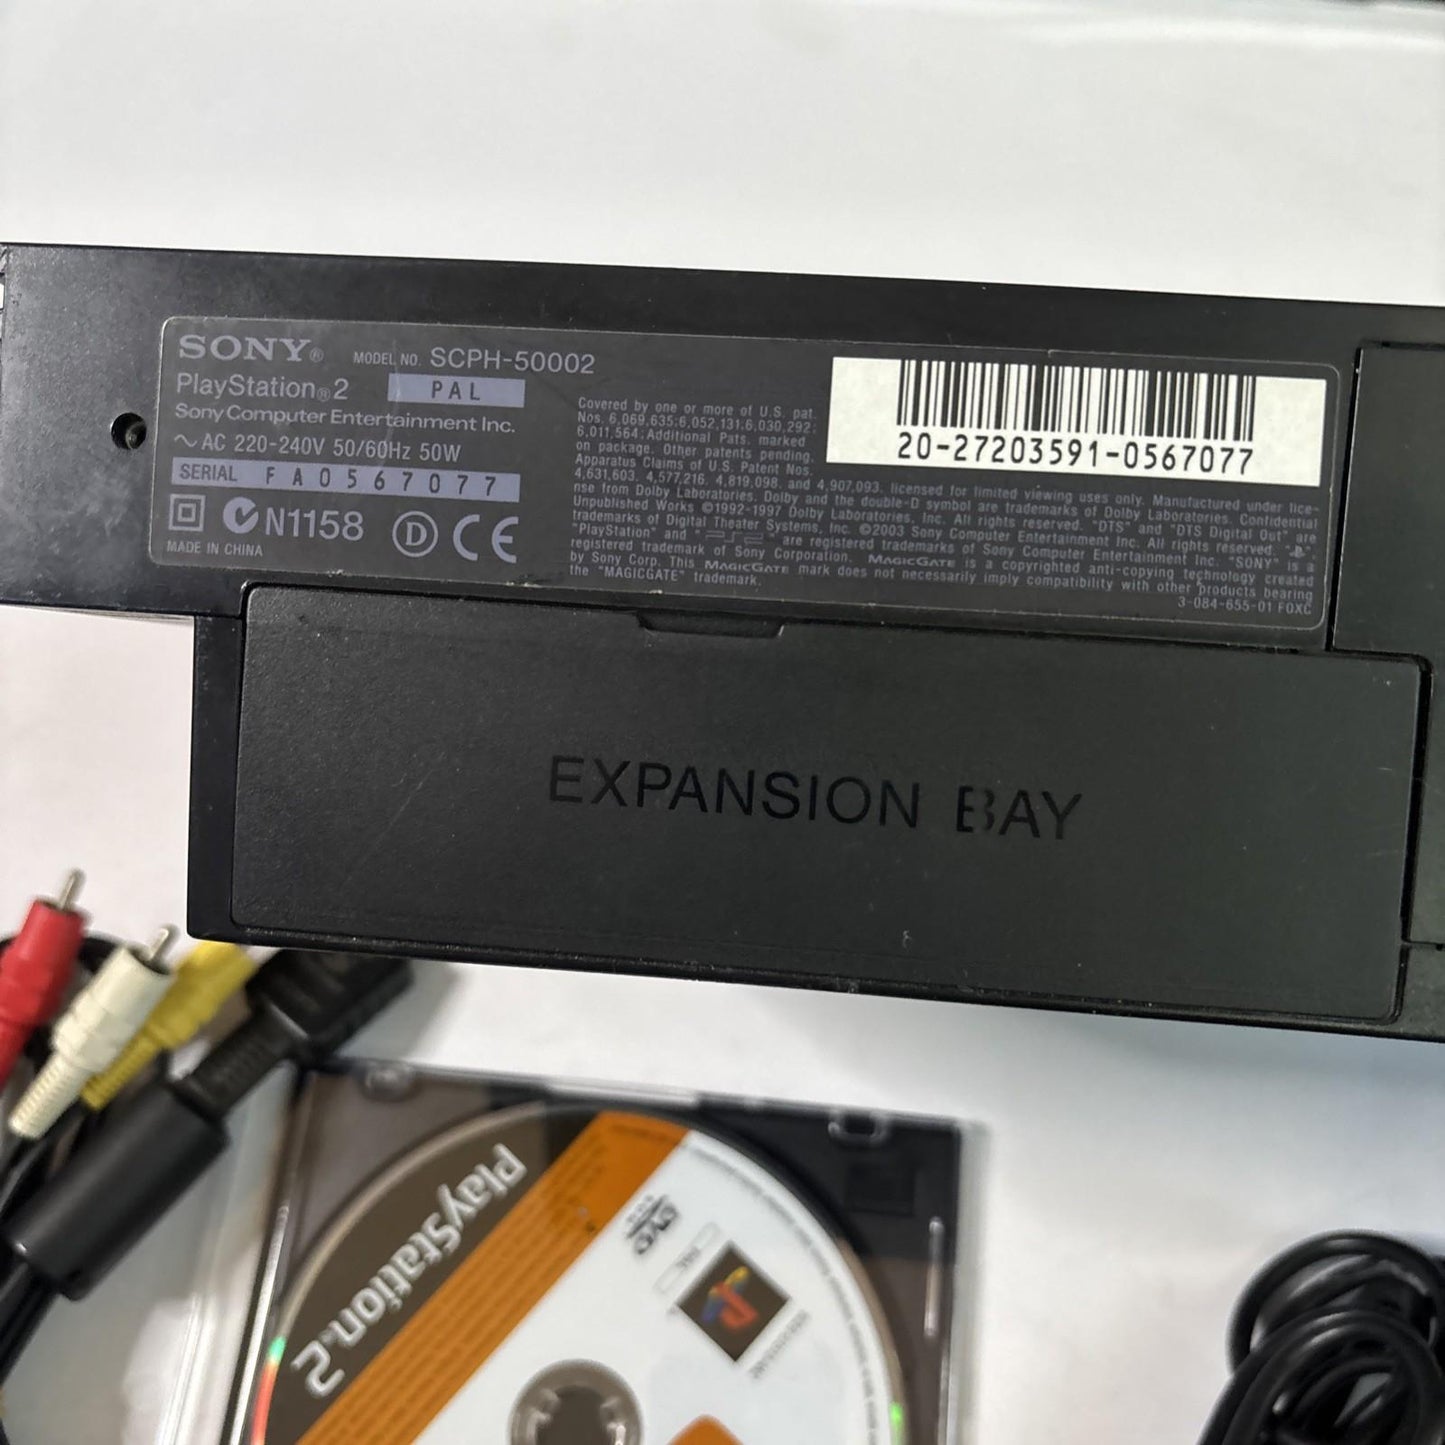 SONY® MODEL NO. SCPH-50002
PlayStation®2 PAL
Sony Computer Entertainment Inc.
~ AC 220-240V 50/60Hz 50W
SERIAL FA0567077
N1158 D CE
MADE IN CHINA
Covered by one or more of U.S. pat.
Nos. 6,069,635;6,052,131,6,030,292;
6,011,564;Additional Pats. marked
on package. Other patents pending.
Apparatus Claims of U.S. Patent Nos.
4,631,603, 4,577,216, 4,819,098, and 4,907,093, licensed for limited viewing uses only. Manufactured under lice-
nse from Dolby Laboratories. Dolby and the double-D symbol are trademarks of Dolby Laboratories. Confidential
Unpublished Works ©1992-1997 Dolby Laboratories, Inc. All rights reserved. "DTS" and "DTS Digital Out" are
trademarks of Digital Theater Systems, Inc. ©2003 Sony Computer Entertainment Inc. All rights reserved. " ",
"PlayStation" and "PS2" are registered trademarks of Sony Computer Entertainment Inc. "SONY" is a
registered trademark of Sony Corporation. MAGICGATE is a copyrighted anti-copying technology created
by Sony Corp. This MAGICGATE mark does not necessarily imply compatibility with other products bearing
the "MAGICGATE" trademark.
3-084-655-01 FOXC
20-27203591-0567077
EXPANSION BAY
PlayStation.2
DVD
PAL